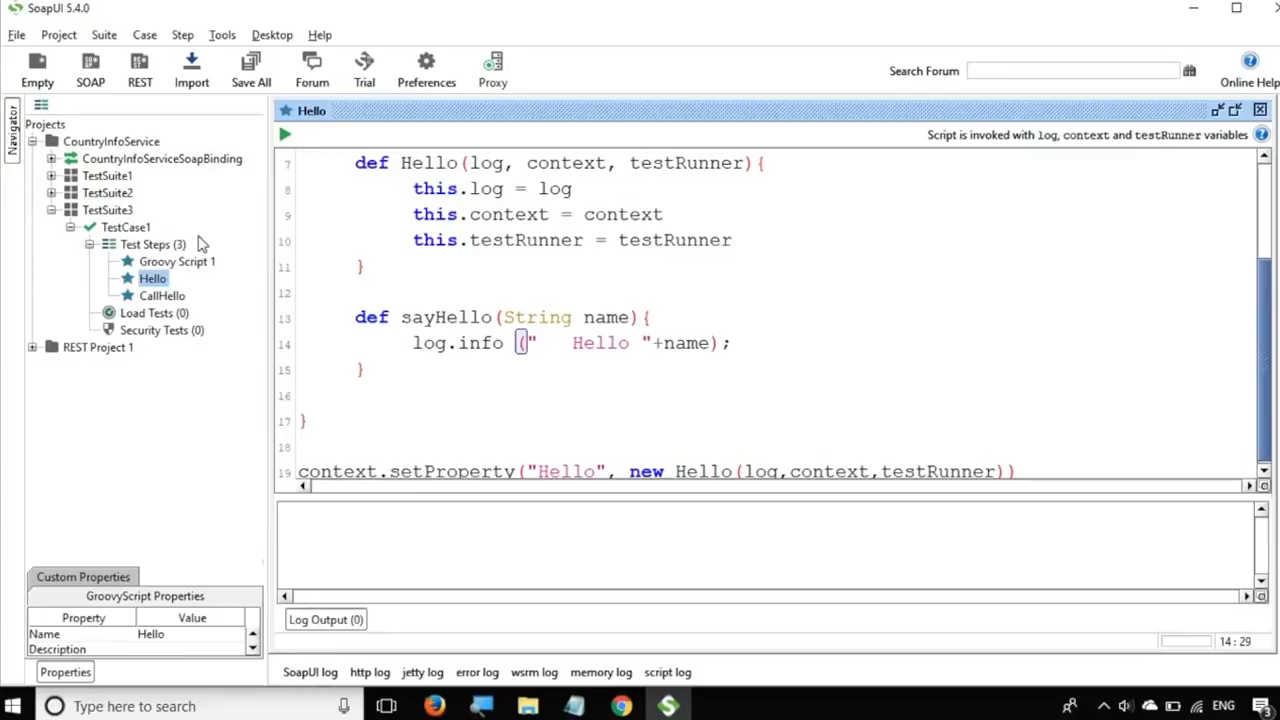 SoapUI 5.4.0
File Project Suite Case Step Tools Desktop Help
Empty SOAP REST Import Save All Forum Trial Preferences Proxy
Search Forum
Online Help
Navigator
Projects
CountryInfoService
CountryInfoServiceSoapBinding
TestSuite1
TestSuite2
TestSuite3
TestCase1
Test Steps (3)
Groovy Script 1
Hello
CallHello
Load Tests (0)
Security Tests (0)
REST Project 1
Hello
Script is invoked with log, context and testRunner variables
7 def Hello(log, context, testRunner){
8 this.log = log
9 this.context = context
10 this.testRunner = testRunner
11 }
12
13 def sayHello(String name){
14 log.info ("   Hello "+name);
15 }
16
17 }
18
19 context.setProperty("Hello", new Hello(log,context,testRunner))
Log Output (0)
14 : 29
Custom Properties
GroovyScript Properties
Property Value
Name Hello
Description
Properties
SoapUI log http log jetty log error log wsrm log memory log script log
Type here to search
ENG
3